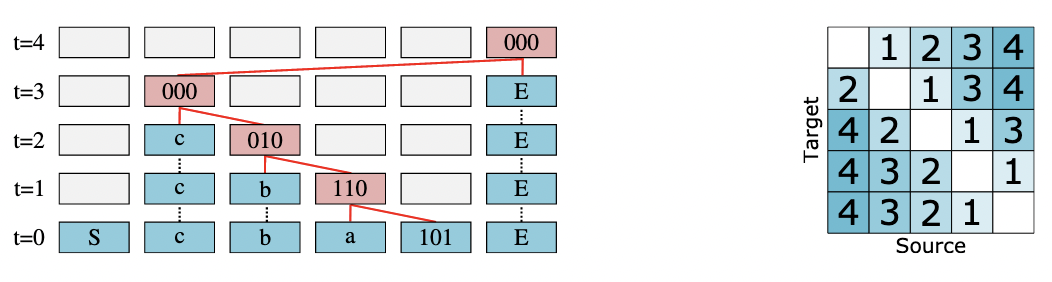 t=4 000
t=3 000 E
t=2 c 010 E
t=1 c b 110 E
t=0 S c b a 101 E
Target
1 2 3 4
2 1 3 4
4 2 1 3
4 3 2 1
4 3 2 1
Source